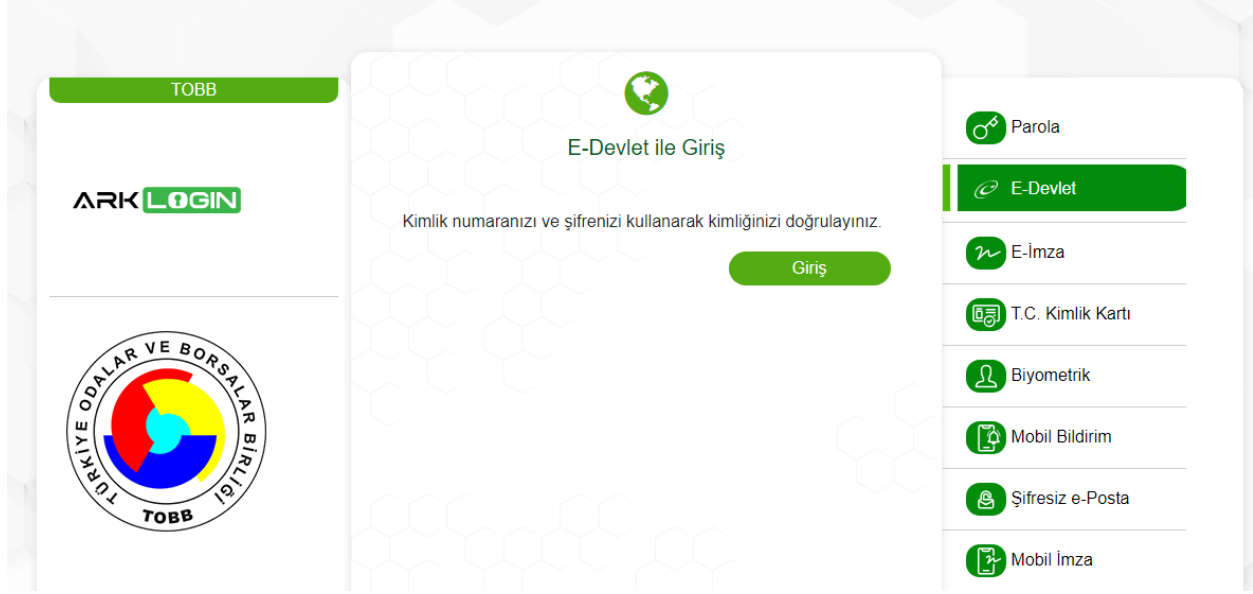 TOBB
ARK LOGIN
TÜRKİYE ODALAR VE BORSALAR BİRLİĞİ
TOBB
E-Devlet ile Giriş
Kimlik numaranızı ve şifrenizi kullanarak kimliğinizi doğrulayınız.
Giriş
Parola
E-Devlet
E-İmza
T.C. Kimlik Kartı
Biyometrik
Mobil Bildirim
Şifresiz e-Posta
Mobil İmza